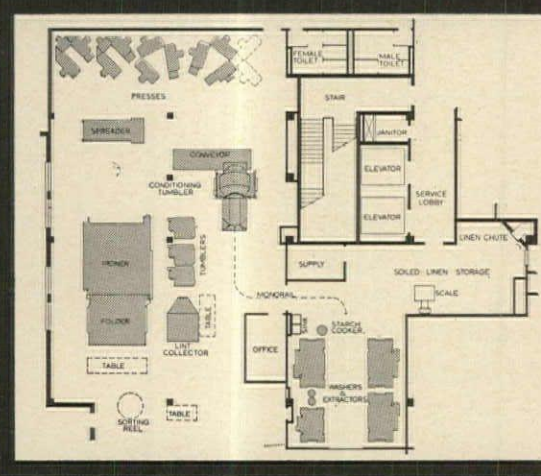 FEMALE
TOILET
MALE
TOILET
PRESSES
STAIR
SPREADER
JANITOR
CONVEYOR
ELEVATOR
CONDITIONING
TUMBLER
SERVICE
LOBBY
ELEVATOR
LINEN CHUTE
TUMBLERS
IRONER
SUPPLY
SOILED LINEN STORAGE
MONORAIL
SCALE
TABLE
FOLDER
SINK
STARCH
COOKER
LINT
COLLECTOR
OFFICE
TABLE
WASHERS
&
EXTRACTORS
TABLE
SORTING
REEL